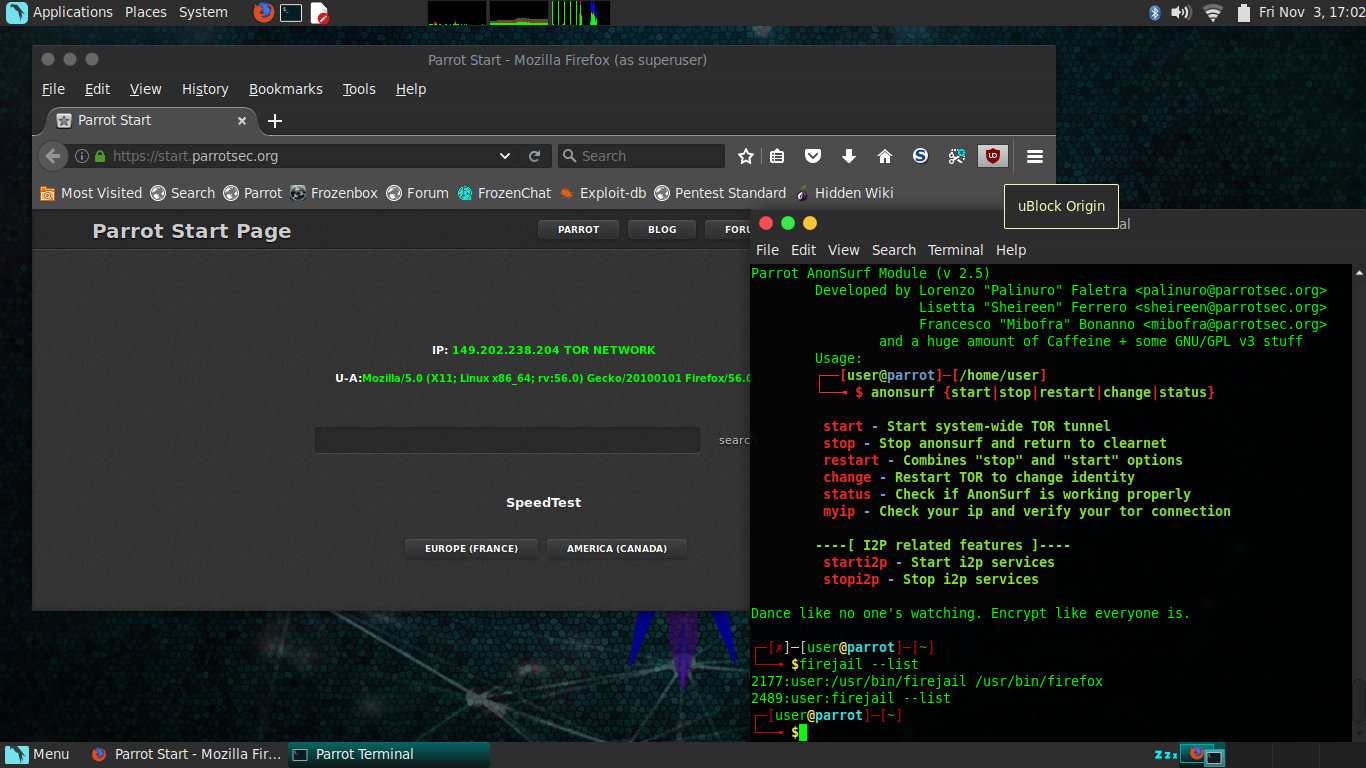 Applications Places System
Fri Nov 3, 17:02
Parrot Start - Mozilla Firefox (as superuser)
File Edit View History Bookmarks Tools Help
Parrot Start
https://start.parrotsec.org
Search
Most Visited Search Parrot Frozenbox Forum FrozenChat Exploit-db Pentest Standard Hidden Wiki
uBlock Origin
Parrot Start Page
PARROT BLOG FORU
IP: 149.202.238.204 TOR NETWORK
U-A:Mozilla/5.0 (X11; Linux x86_64; rv:56.0) Gecko/20100101 Firefox/56.0
searc
SpeedTest
EUROPE (FRANCE) AMERICA (CANADA)
al
File Edit View Search Terminal Help
Parrot AnonSurf Module (v 2.5)
Developed by Lorenzo "Palinuro" Faletra <palinuro@parrotsec.org>
Lisetta "Sheireen" Ferrero <sheireen@parrotsec.org>
Francesco "Mibofra" Bonanno <mibofra@parrotsec.org>
and a huge amount of Caffeine + some GNU/GPL v3 stuff
Usage:
┌──[user@parrot]─[/home/user]
└──╼ $ anonsurf {start|stop|restart|change|status}
start - Start system-wide TOR tunnel
stop - Stop anonsurf and return to clearnet
restart - Combines "stop" and "start" options
change - Restart TOR to change identity
status - Check if AnonSurf is working properly
myip - Check your ip and verify your tor connection
----[ I2P related features ]----
starti2p - Start i2p services
stopi2p - Stop i2p services
Dance like no one's watching. Encrypt like everyone is.
┌─[✗]─[user@parrot]─[~]
└──╼ $firejail --list
2177:user:/usr/bin/firejail /usr/bin/firefox
2489:user:firejail --list
┌─[user@parrot]─[~]
└──╼ $
Menu Parrot Start - Mozilla Fir... Parrot Terminal
zzz